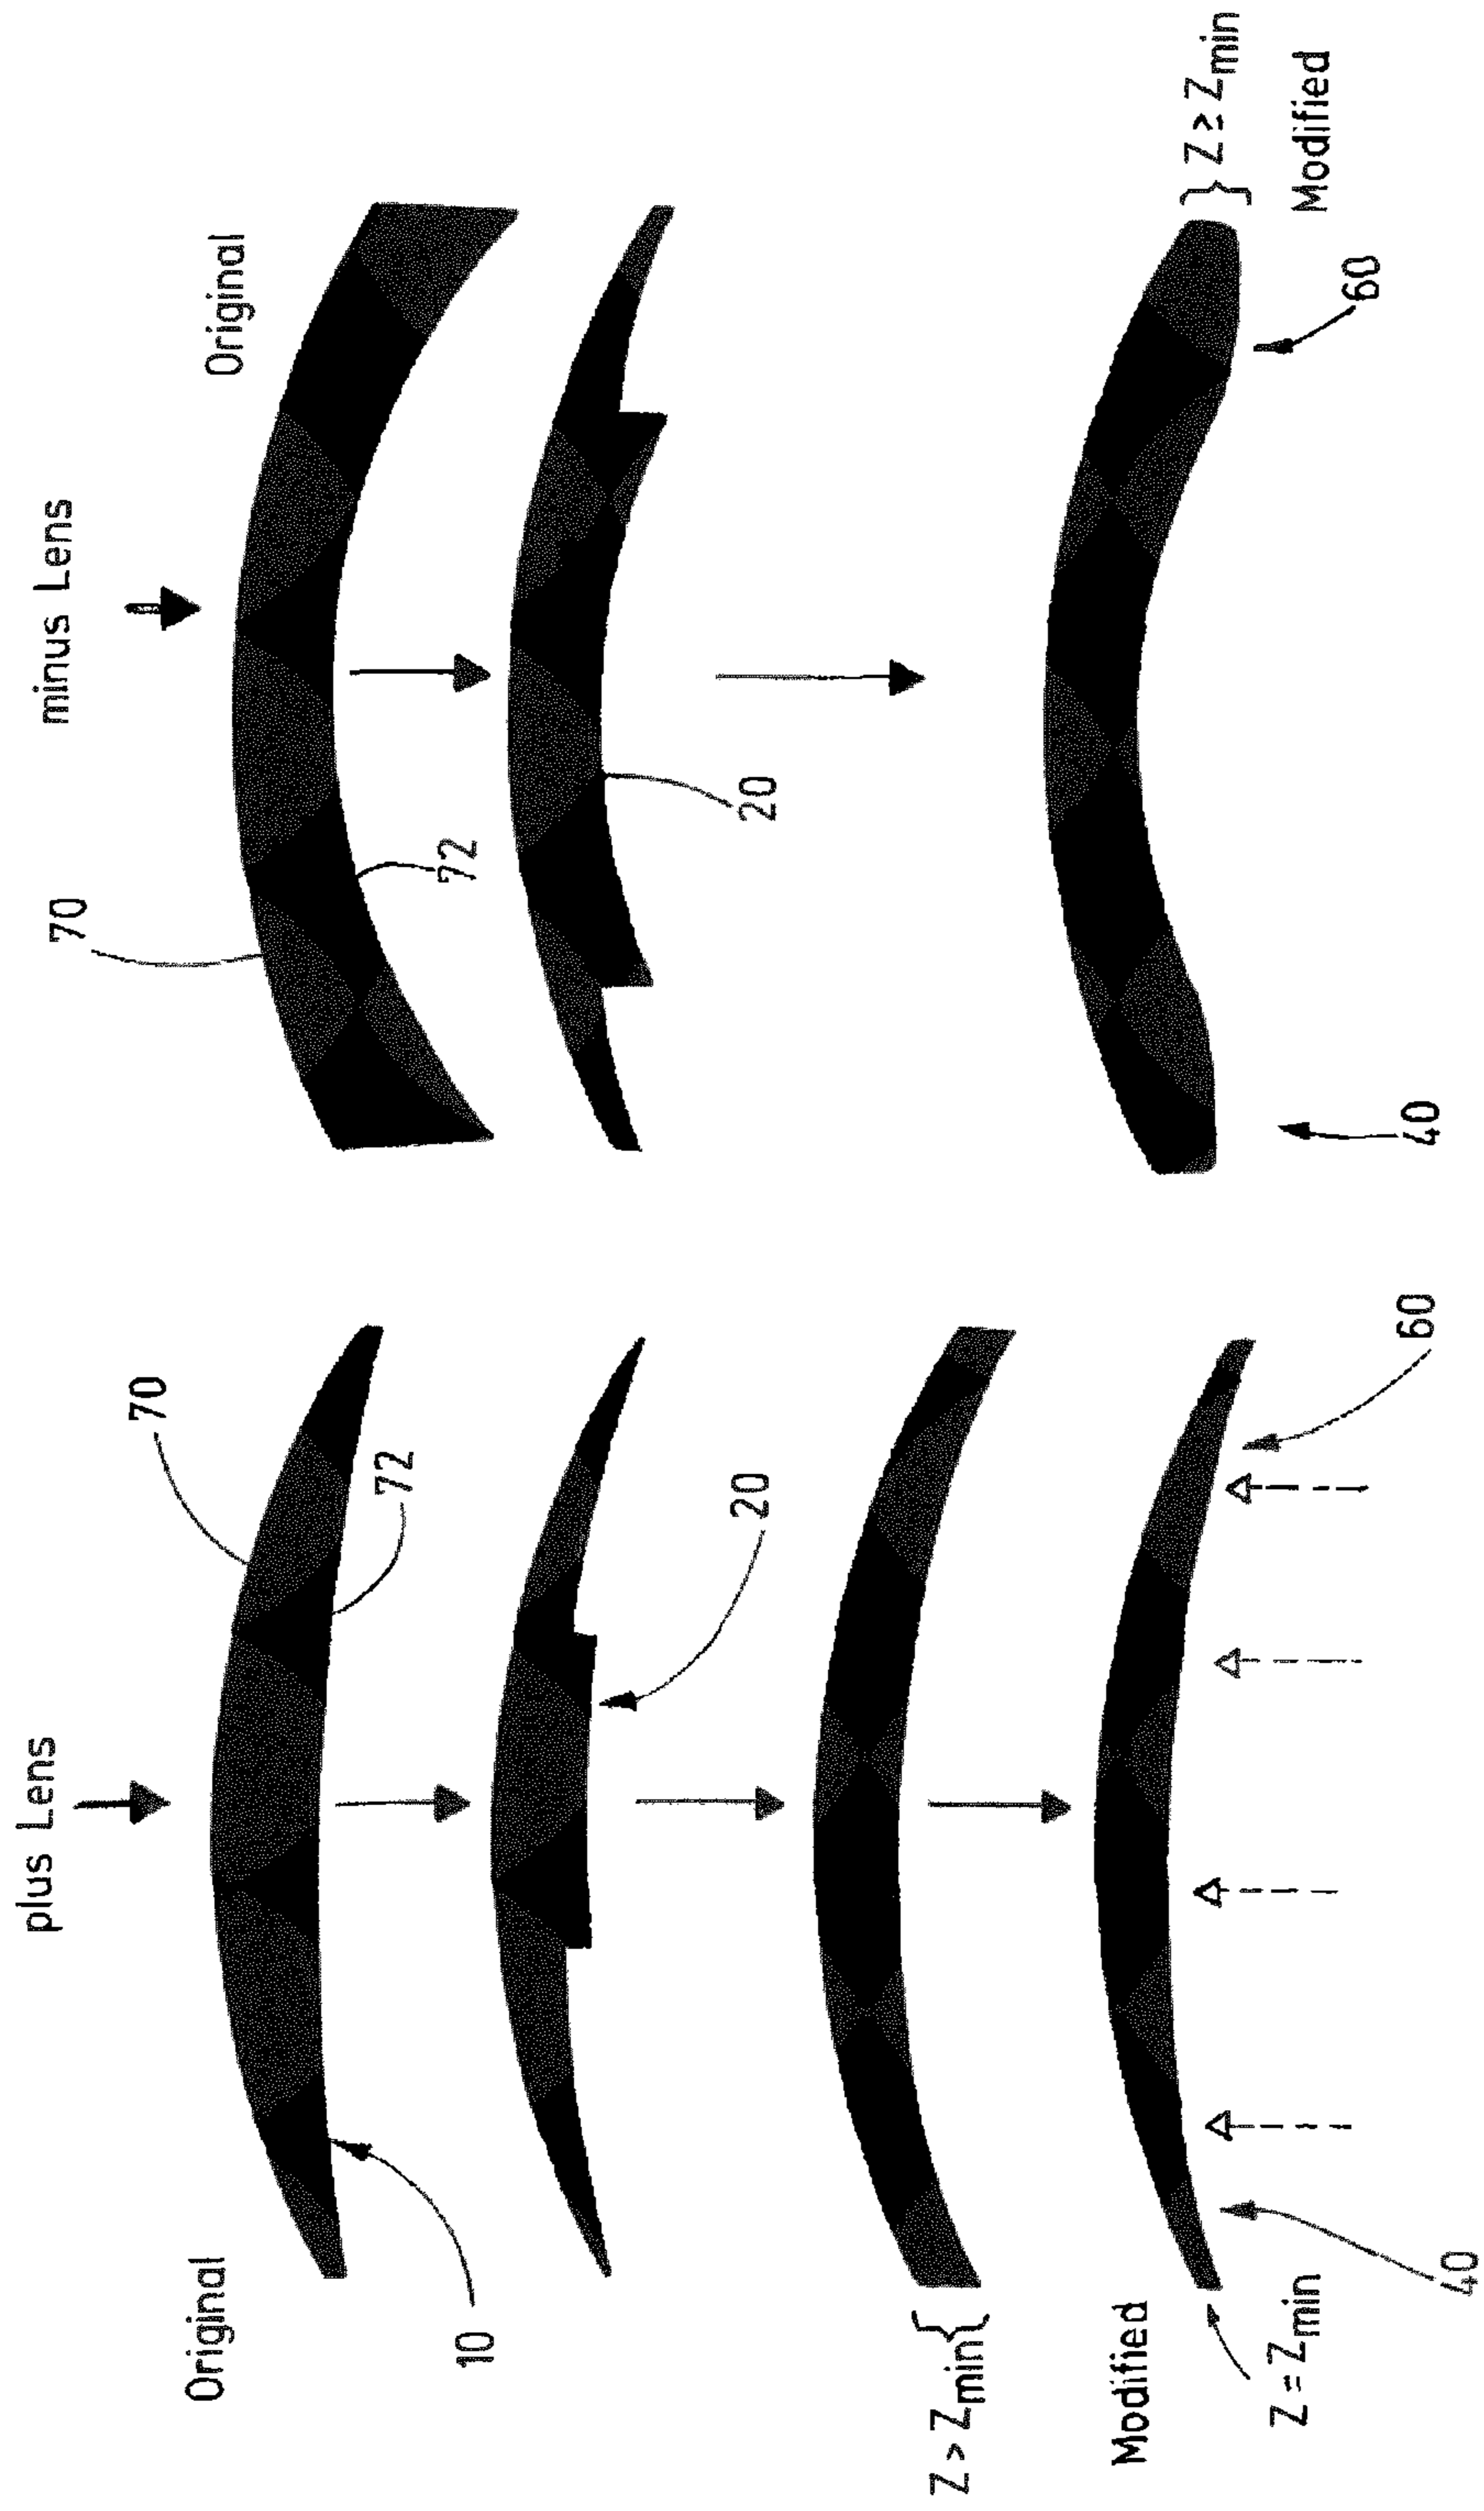 plus Lens
Original
70
72
10
20
Z > Zmin{
Modified
Z = Zmin
40
60
minus Lens
Original
70
72
20
} Z ≥ Zmin
Modified
60
40